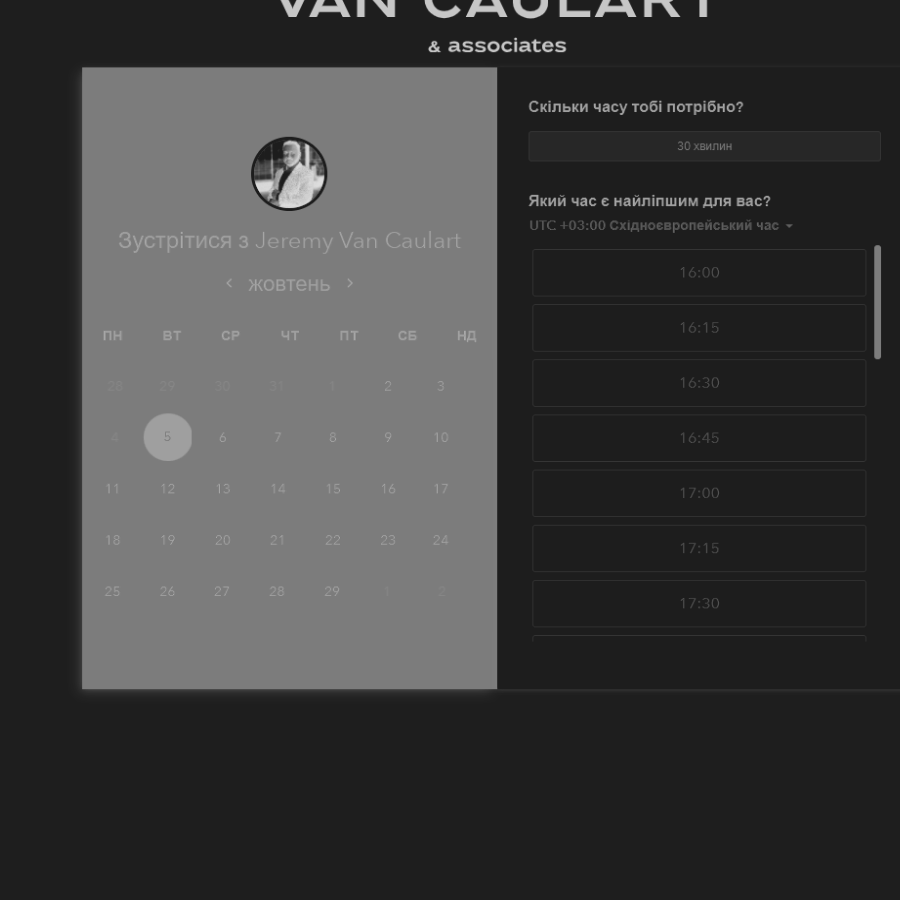 VAN CAULART
& associates
Зустрітися з Jeremy Van Caulart
жовтень
ПН ВТ СР ЧТ ПТ СБ НД
28 29 30 31 1 2 3
4 5 6 7 8 9 10
11 12 13 14 15 16 17
18 19 20 21 22 23 24
25 26 27 28 29 1 2
Скільки часу тобі потрібно?
30 хвилин
Який час є найліпшим для вас?
UTC +03:00 Східноєвропейський час
16:00
16:15
16:30
16:45
17:00
17:15
17:30